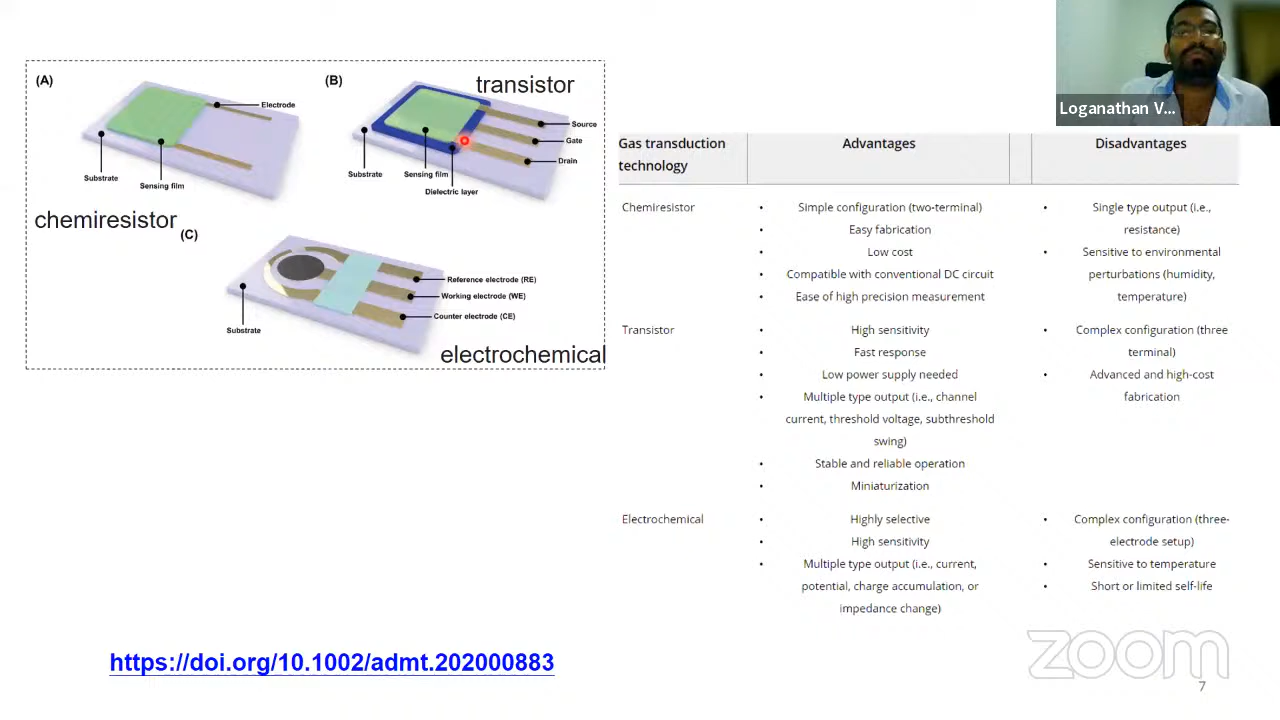 Loganathan V...
(A)
Electrode
Substrate
Sensing film
chemiresistor
(B)
transistor
Source
Gate
Drain
Substrate
Sensing film
Dielectric layer
(C)
Reference electrode (RE)
Working electrode (WE)
Counter electrode (CE)
Substrate
electrochemical
Gas transduction
technology
Advantages
Disadvantages
Chemiresistor
• Simple configuration (two-terminal)
• Easy fabrication
• Low cost
• Compatible with conventional DC circuit
• Ease of high precision measurement
• Single type output (i.e.,
resistance)
• Sensitive to environmental
perturbations (humidity,
temperature)
Transistor
• High sensitivity
• Fast response
• Low power supply needed
• Multiple type output (i.e., channel
current, threshold voltage, subthreshold
swing)
• Stable and reliable operation
• Miniaturization
• Complex configuration (three
terminal)
• Advanced and high-cost
fabrication
Electrochemical
• Highly selective
• High sensitivity
• Multiple type output (i.e., current,
potential, charge accumulation, or
impedance change)
• Complex configuration (three-
electrode setup)
• Sensitive to temperature
• Short or limited self-life
https://doi.org/10.1002/admt.202000883
zoom
7